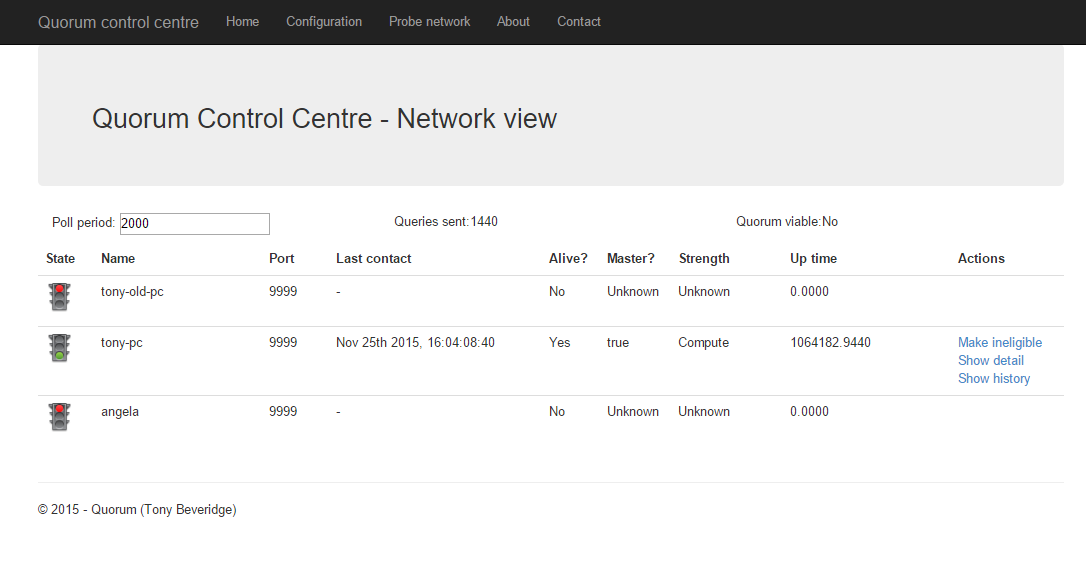 Quorum control centre Home Configuration Probe network About Contact
Quorum Control Centre - Network view
Poll period: 2000 Queries sent:1440 Quorum viable:No
State Name Port Last contact Alive? Master? Strength Up time Actions
tony-old-pc 9999 - No Unknown Unknown 0.0000
tony-pc 9999 Nov 25th 2015, 16:04:08:40 Yes true Compute 1064182.9440 Make ineligible
Show detail
Show history
angela 9999 - No Unknown Unknown 0.0000
© 2015 - Quorum (Tony Beveridge)